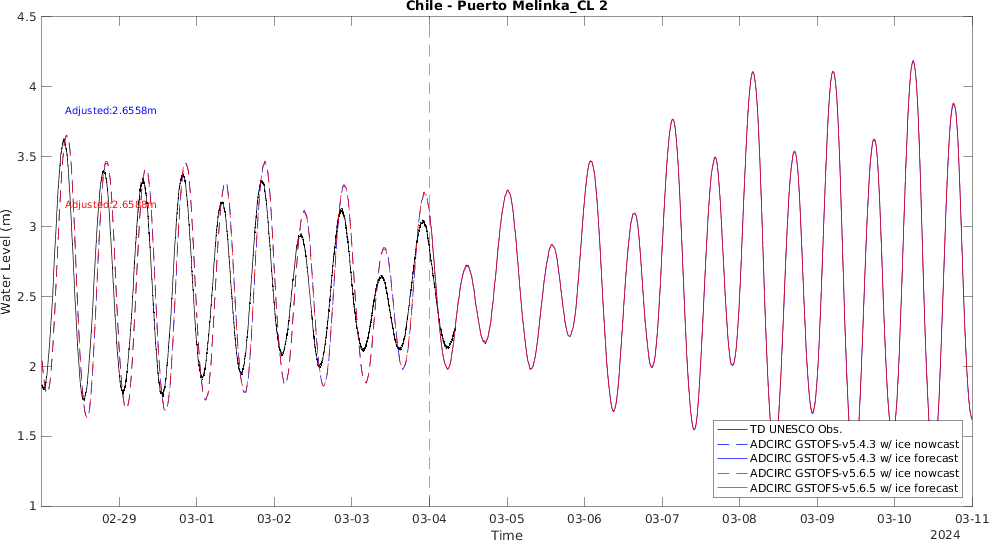 Chile - Puerto Melinka_CL 2
Water Level (m)
4.5
4
3.5
3
2.5
2
1.5
1
Adjusted:2.6558m
Adjusted:2.6588m
TD UNESCO Obs.
ADCIRC GSTOFS-v5.4.3 w/ ice nowcast
ADCIRC GSTOFS-v5.4.3 w/ ice forecast
ADCIRC GSTOFS-v5.6.5 w/ ice nowcast
ADCIRC GSTOFS-v5.6.5 w/ ice forecast
02-29 03-01 03-02 03-03 03-04 03-05 03-06 03-07 03-08 03-09 03-10 03-11
Time
2024